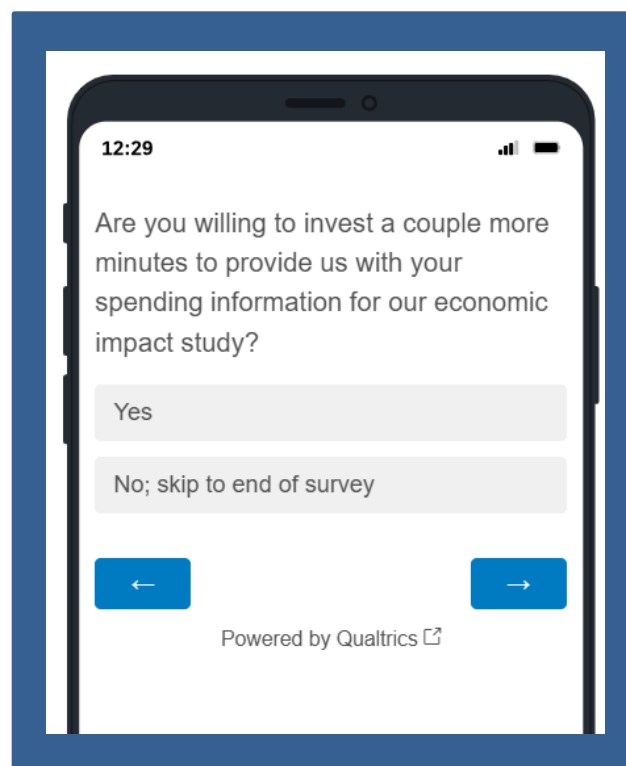 12:29
Are you willing to invest a couple more
minutes to provide us with your
spending information for our economic
impact study?
Yes
No; skip to end of survey
← →
Powered by Qualtrics